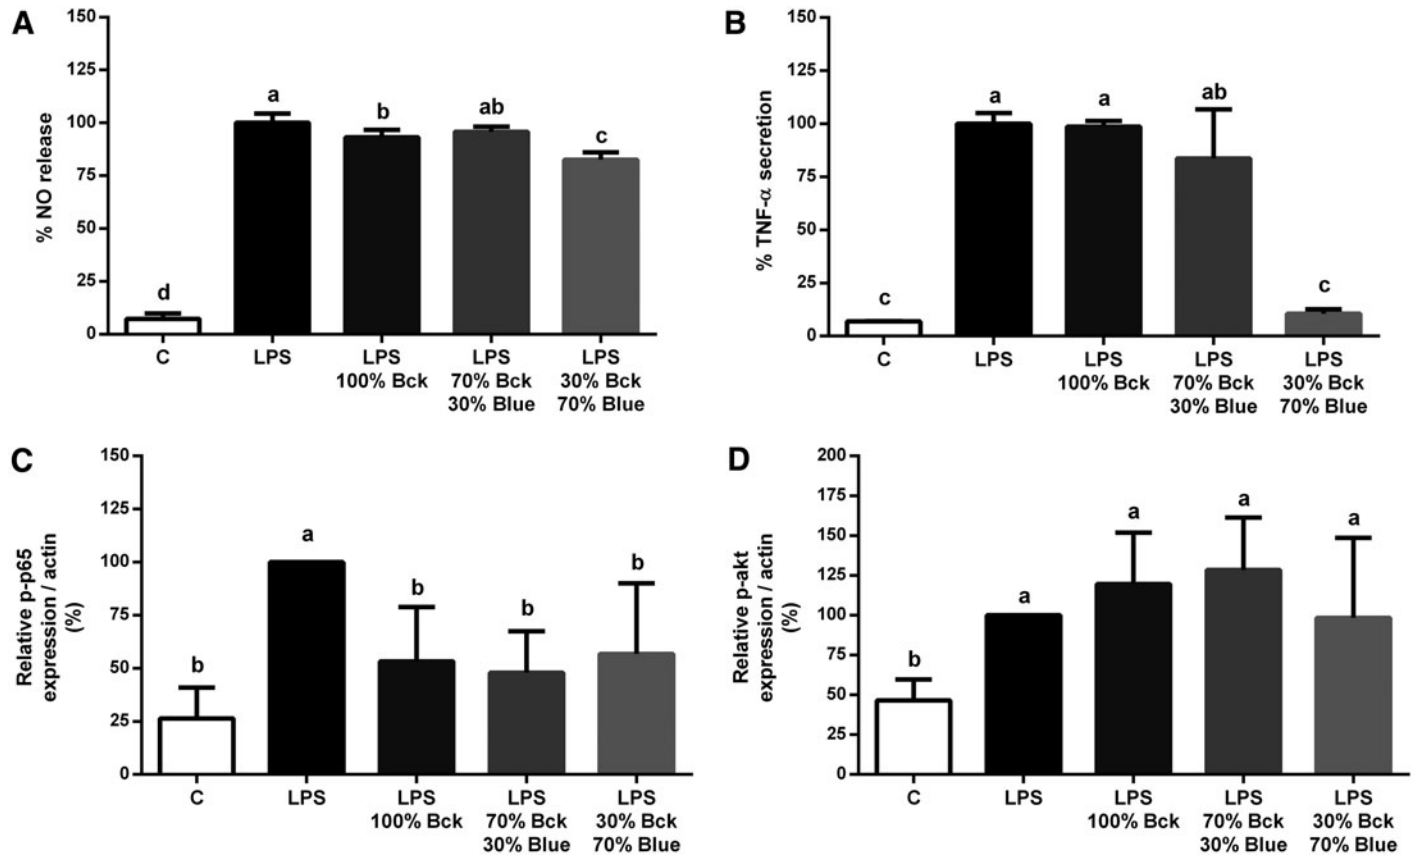 A
% NO release
150
125
100
75
50
25
0
d
a
b
ab
c
C
LPS
LPS
100% Bck
LPS
70% Bck
30% Blue
LPS
30% Bck
70% Blue
B
% TNF-α secretion
150
125
100
75
50
25
0
c
a
a
ab
c
C
LPS
LPS
100% Bck
LPS
70% Bck
30% Blue
LPS
30% Bck
70% Blue
C
Relative p-p65
expression / actin
(%)
150
125
100
75
50
25
0
b
a
b
b
b
C
LPS
LPS
100% Bck
LPS
70% Bck
30% Blue
LPS
30% Bck
70% Blue
D
Relative p-akt
expression / actin
(%)
200
175
150
125
100
75
50
25
0
b
a
a
a
a
C
LPS
LPS
100% Bck
LPS
70% Bck
30% Blue
LPS
30% Bck
70% Blue